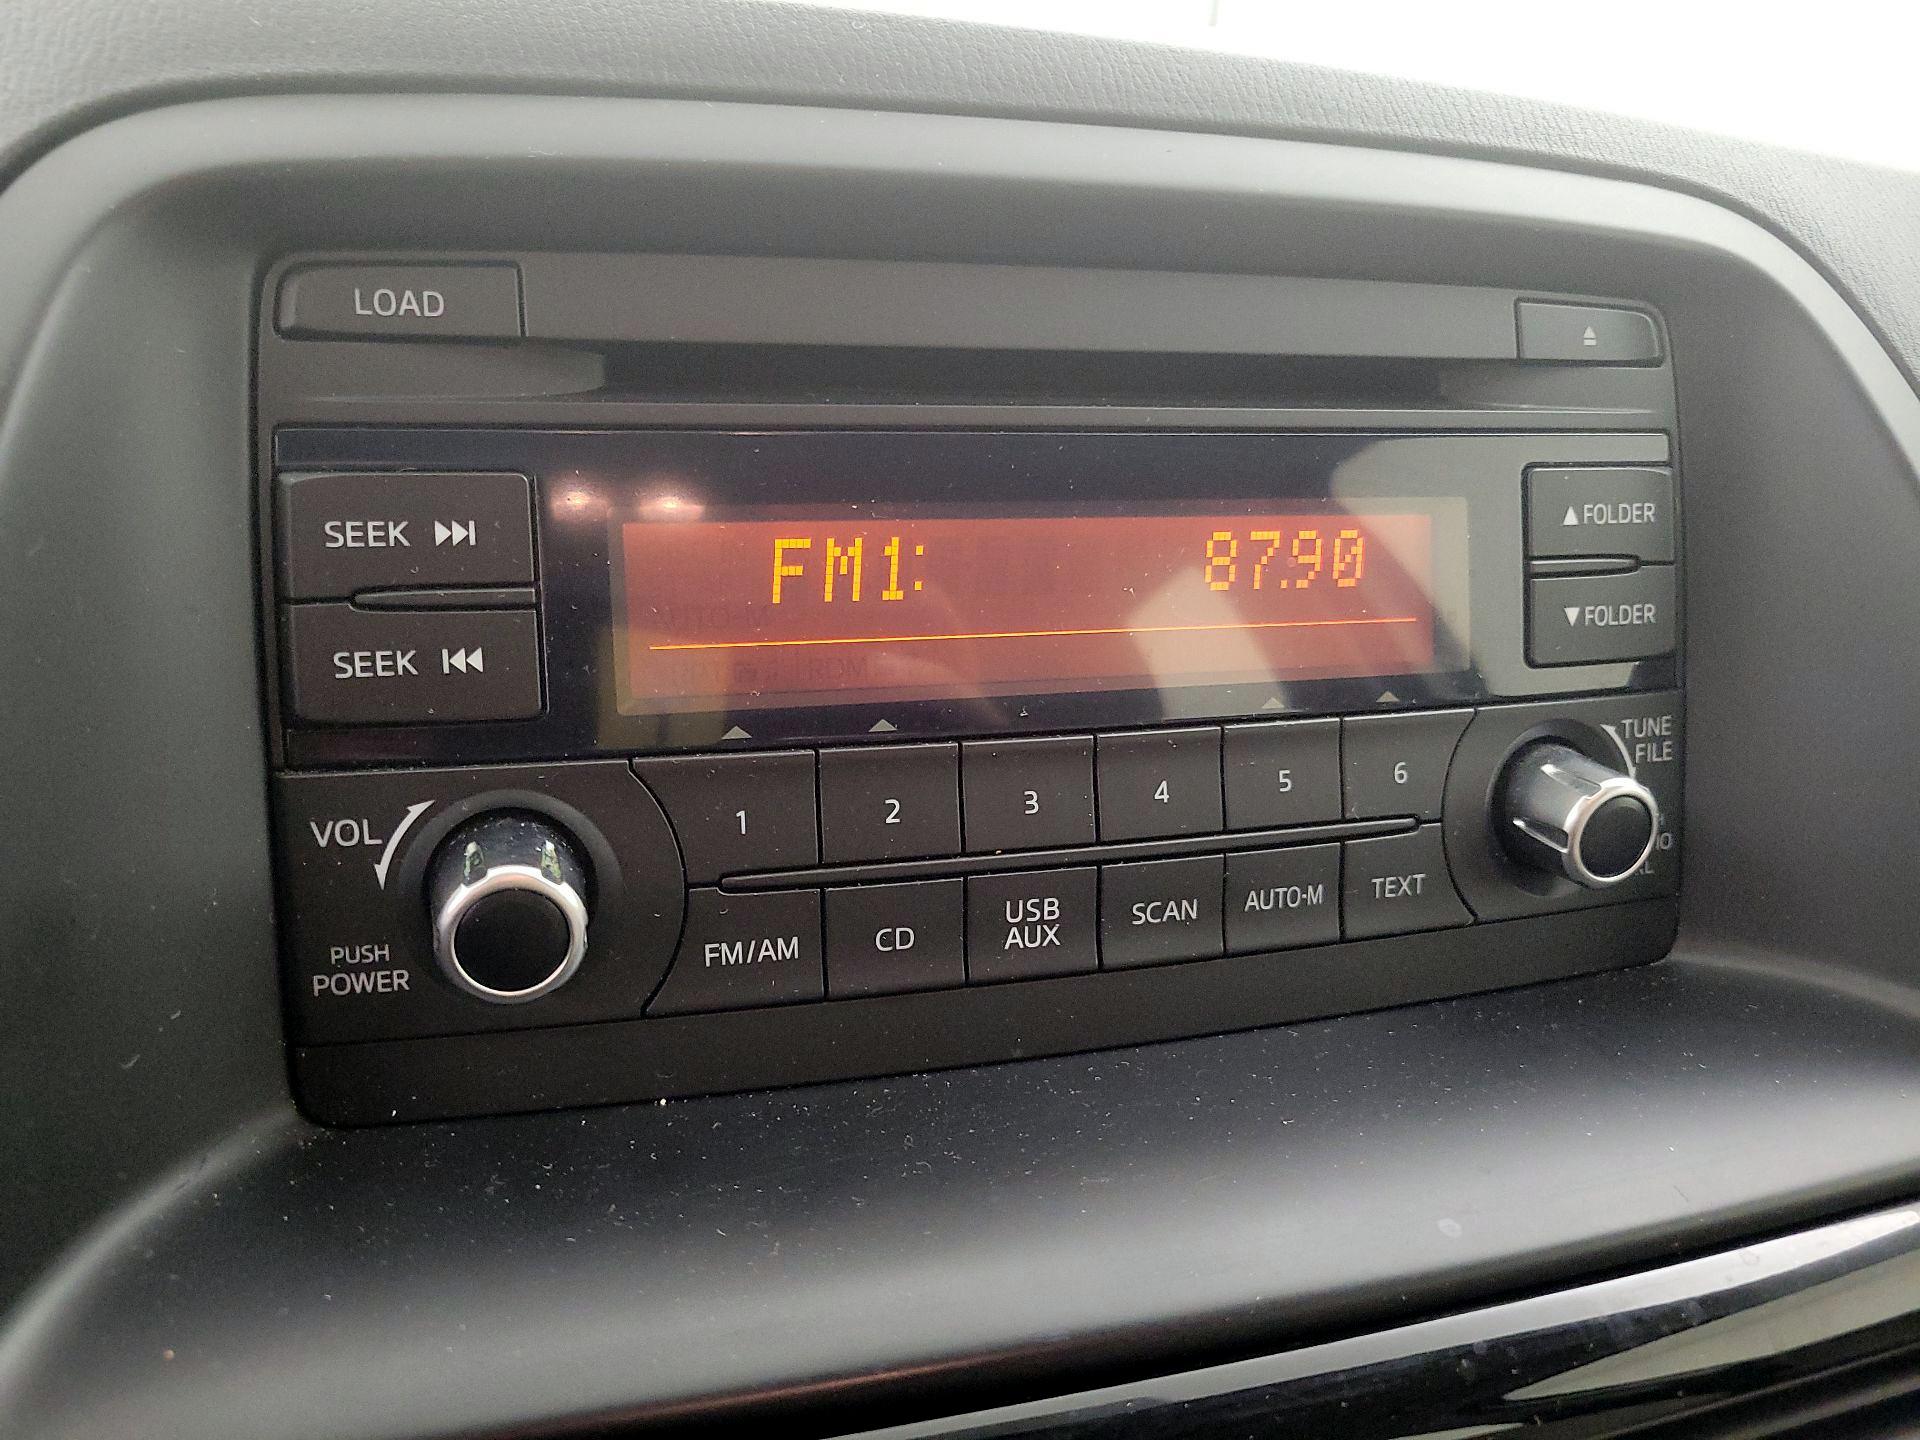 LOAD
SEEK
SEEK
FM1: 87.90
▲FOLDER
▼FOLDER
VOL
PUSH
POWER
1
2
3
4
5
6
FM/AM
CD
USB
AUX
SCAN
AUTO-M
TEXT
TUNE
FILE